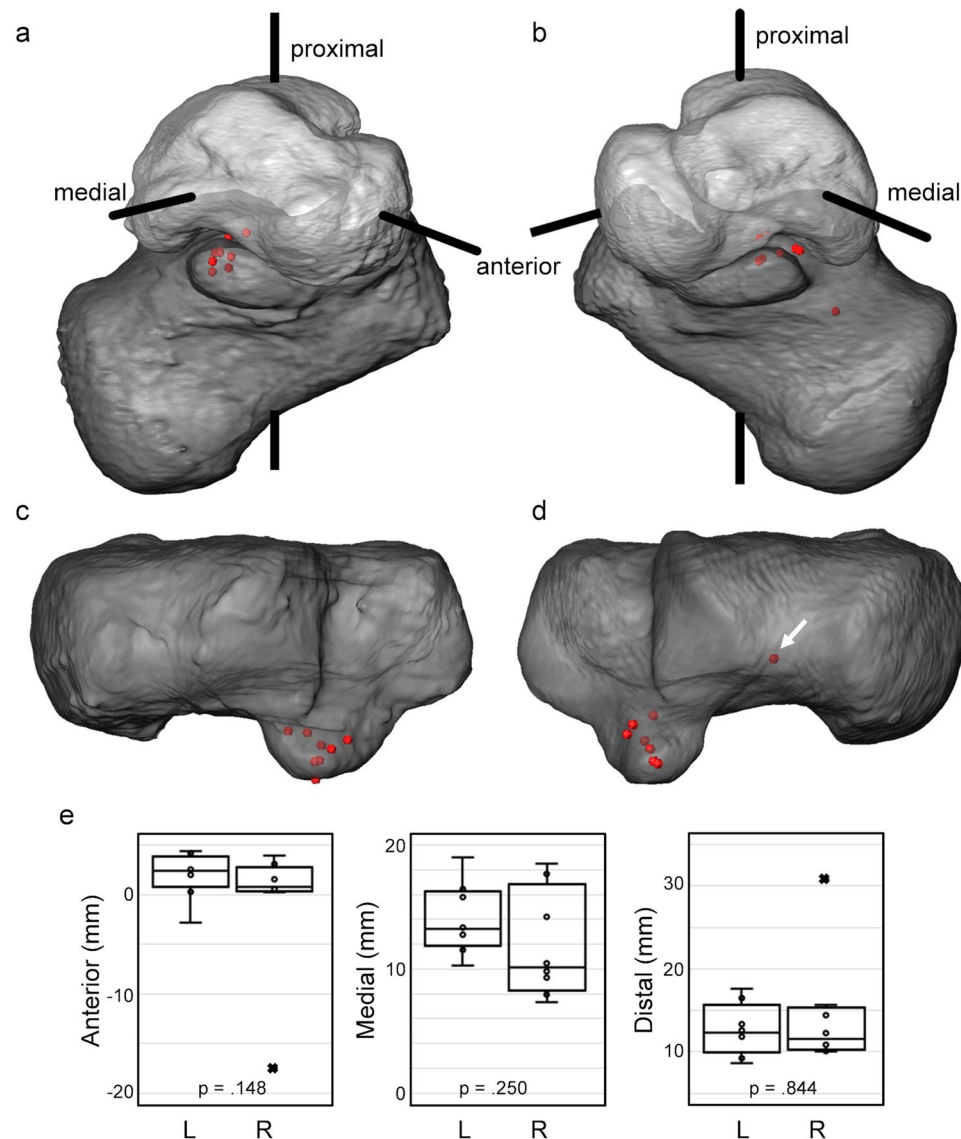 a
b
proximal
proximal
medial
medial
anterior
c
d
e
Anterior (mm)
0
-10
-20
p = .148
L
R
Medial (mm)
20
10
0
p = .250
L
R
Distal (mm)
30
20
10
p = .844
L
R